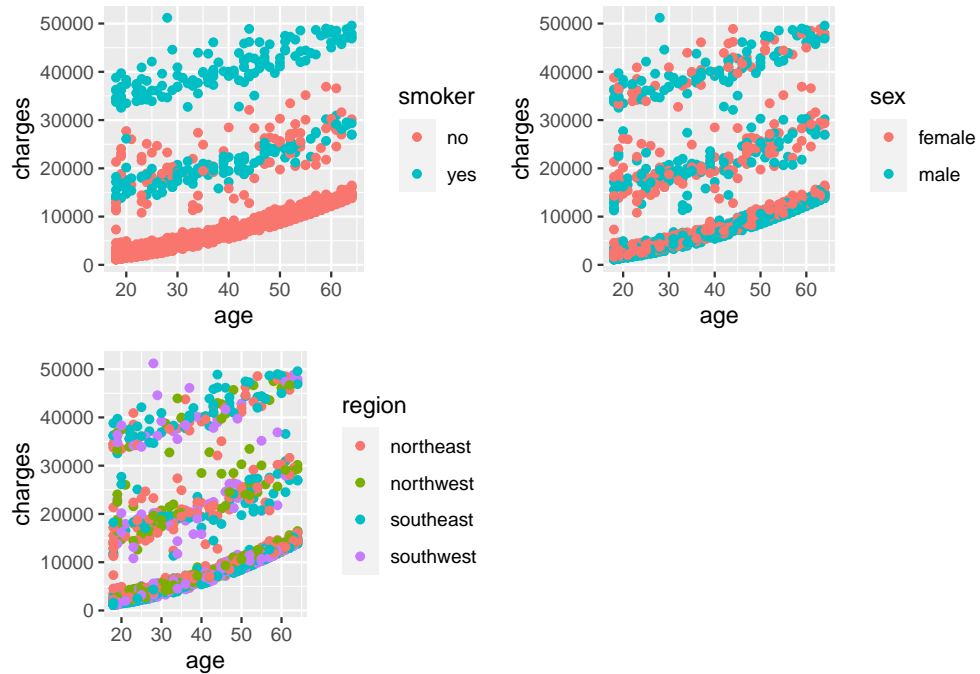 50000
40000
30000
20000
10000
0
charges
20 30 40 50 60
age
smoker
no
yes
50000
40000
30000
20000
10000
0
charges
20 30 40 50 60
age
sex
female
male
50000
40000
30000
20000
10000
0
charges
20 30 40 50 60
age
region
northeast
northwest
southeast
southwest